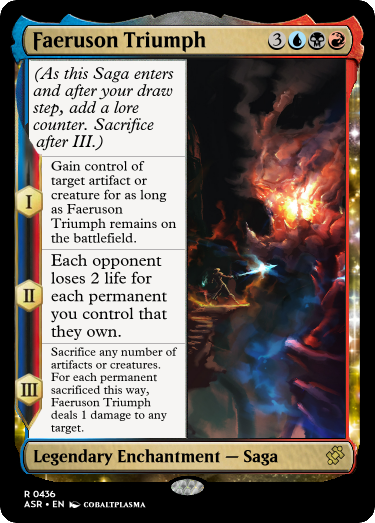 Faeruson Triumph 3
(As this Saga enters
and after your draw
step, add a lore
counter. Sacrifice
after III.)
I
Gain control of
target artifact or
creature for as long
as Faeruson
Triumph remains on
the battlefield.
II
Each opponent
loses 2 life for
each permanent
you control that
they own.
III
Sacrifice any number of
artifacts or creatures.
For each permanent
sacrificed this way,
Faeruson Triumph
deals 1 damage to any
target.
Legendary Enchantment — Saga
R 0436
ASR • EN COBALTPLASMA